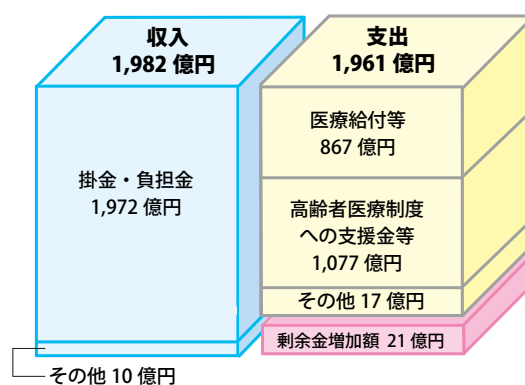 収入
1,982 億円
掛金・負担金
1,972 億円
その他 10 億円
支出
1,961 億円
医療給付等
867 億円
高齢者医療制度
への支援金等
1,077 億円
その他 17 億円
剰余金増加額 21 億円